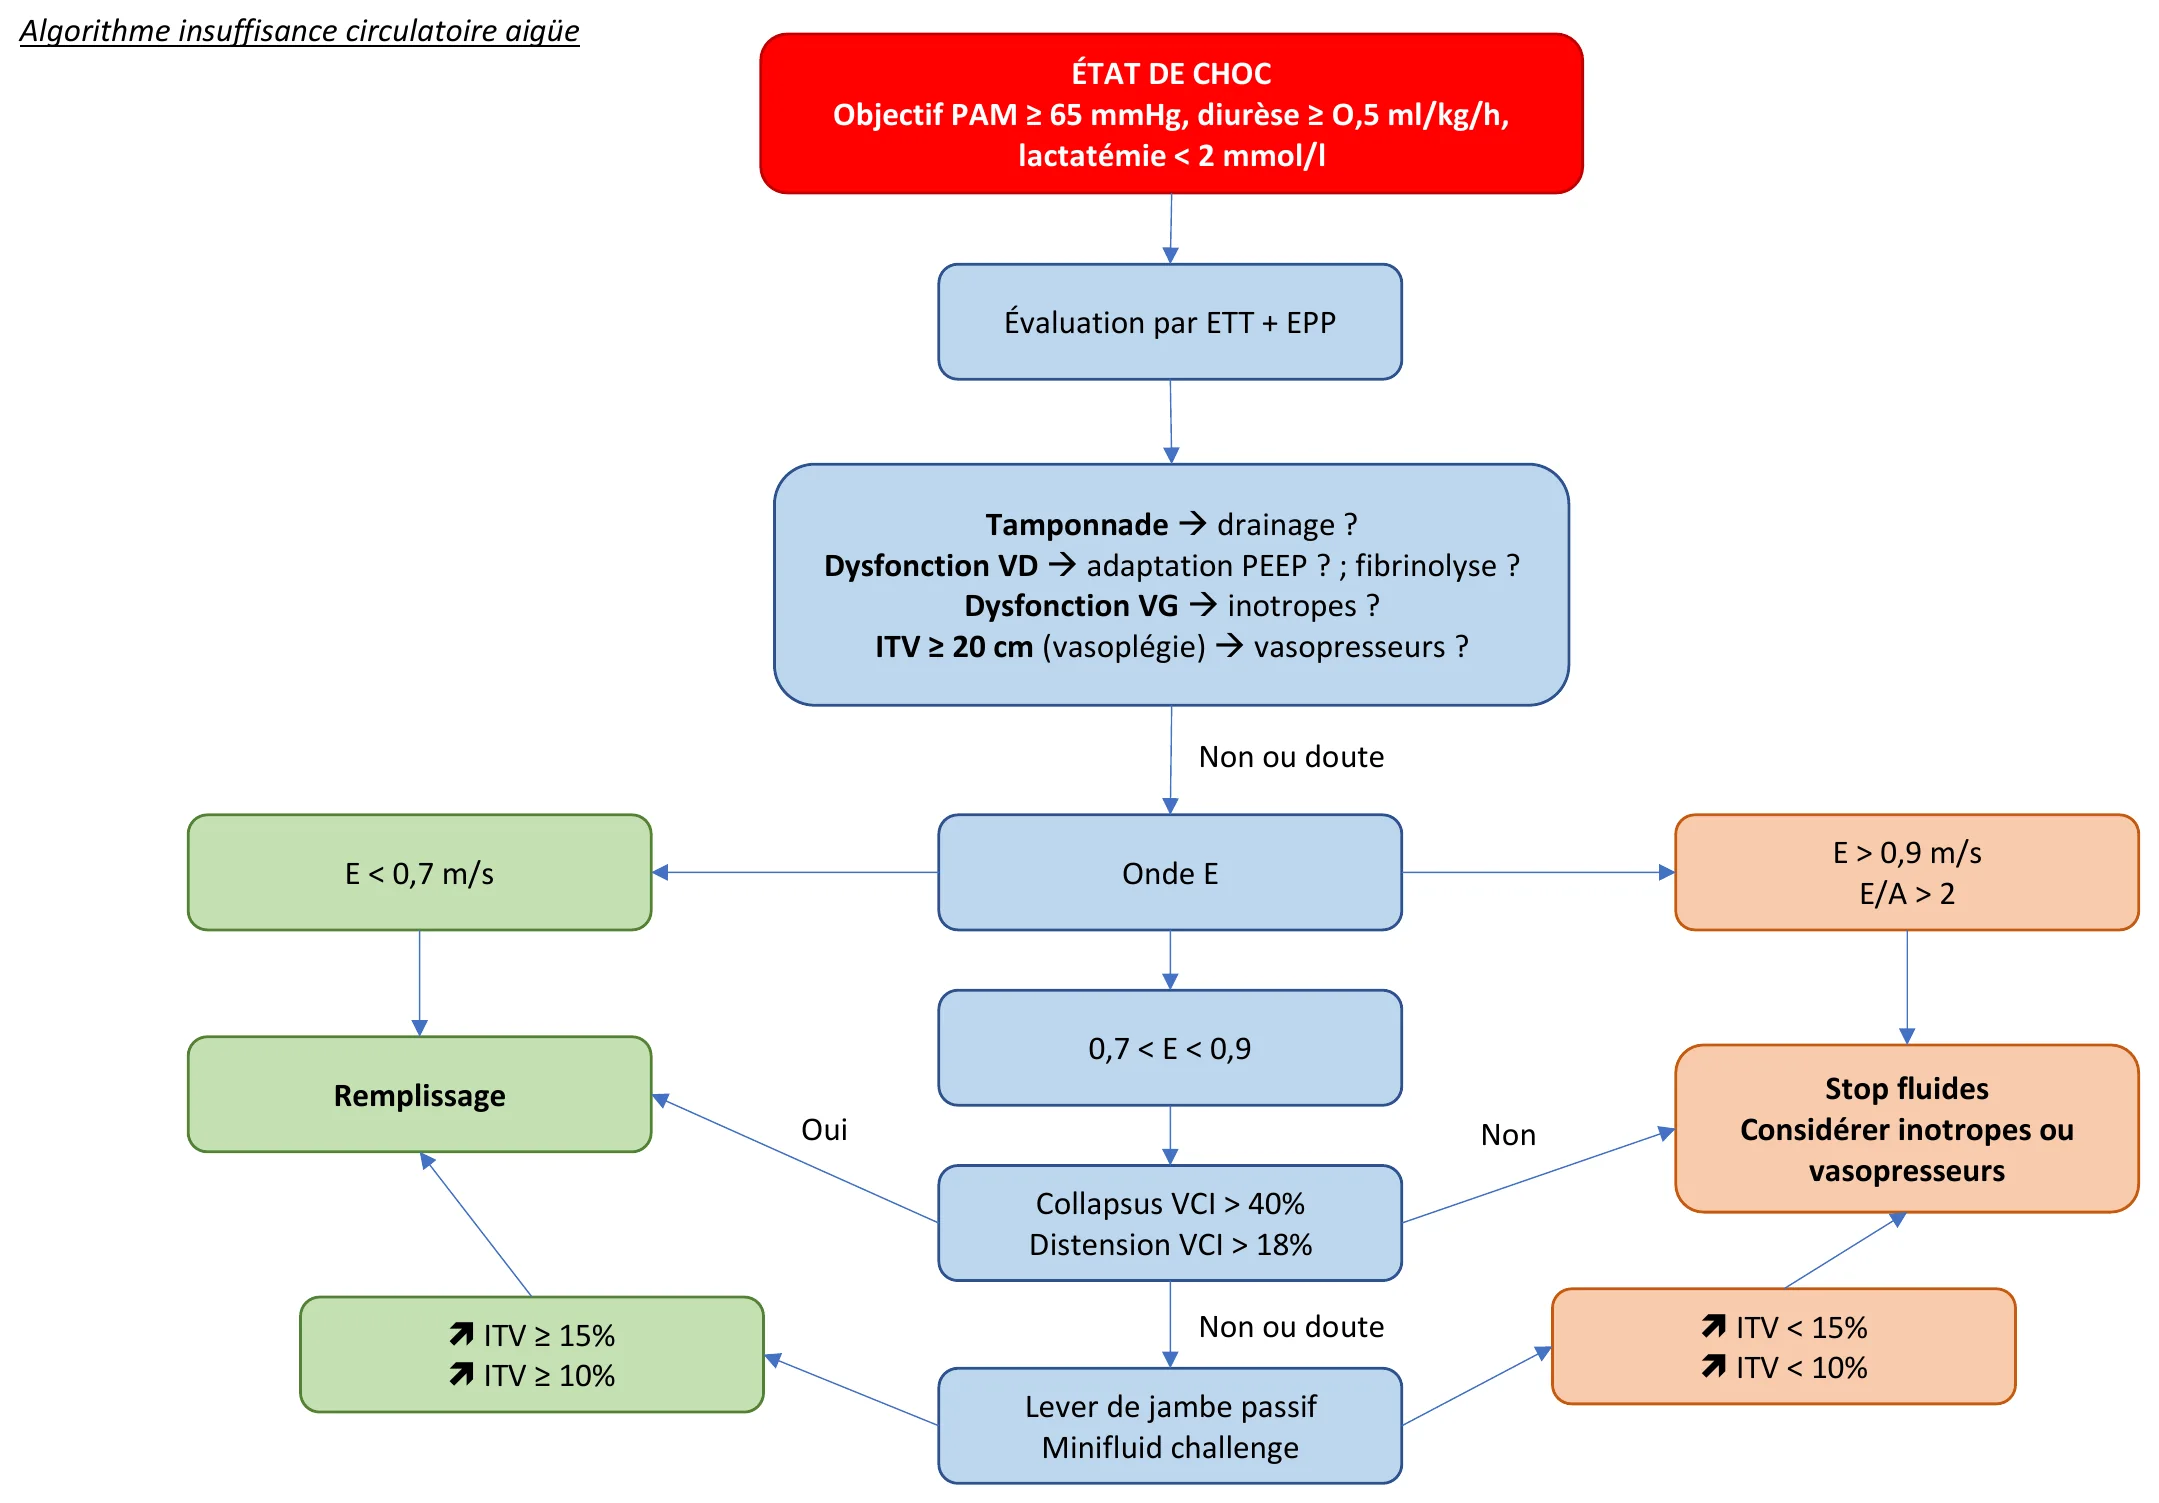 Algorithme insuffisance circulatoire aigüe
ÉTAT DE CHOC
Objectif PAM ≥ 65 mmHg, diurèse ≥ O,5 ml/kg/h,
lactatémie < 2 mmol/l
Évaluation par ETT + EPP
Tamponnade → drainage ?
Dysfonction VD → adaptation PEEP ? ; fibrinolyse ?
Dysfonction VG → inotropes ?
ITV ≥ 20 cm (vasoplégie) → vasopresseurs ?
Non ou doute
E < 0,7 m/s
Onde E
E > 0,9 m/s
E/A > 2
0,7 < E < 0,9
Remplissage
Stop fluides
Considérer inotropes ou
vasopresseurs
Oui
Non
Collapsus VCI > 40%
Distension VCI > 18%
Non ou doute
↗ ITV ≥ 15%
↗ ITV ≥ 10%
↗ ITV < 15%
↗ ITV < 10%
Lever de jambe passif
Minifluid challenge